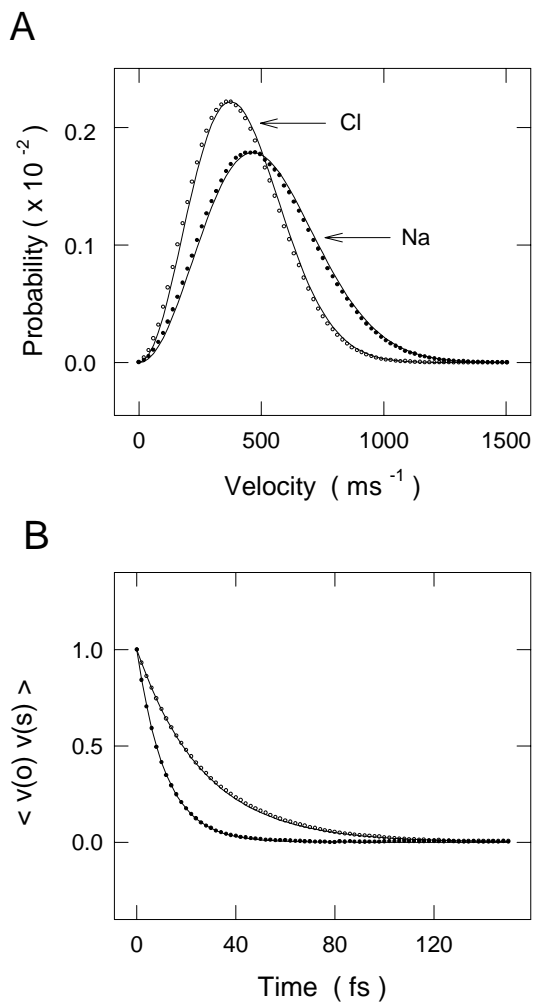 A
Probability ( x 10 -2 )
0.2
0.1
0.0
Cl
Na
0 500 1000 1500
Velocity ( ms -1 )
B
< v(o) v(s) >
1.0
0.5
0.0
0 40 80 120
Time ( fs )